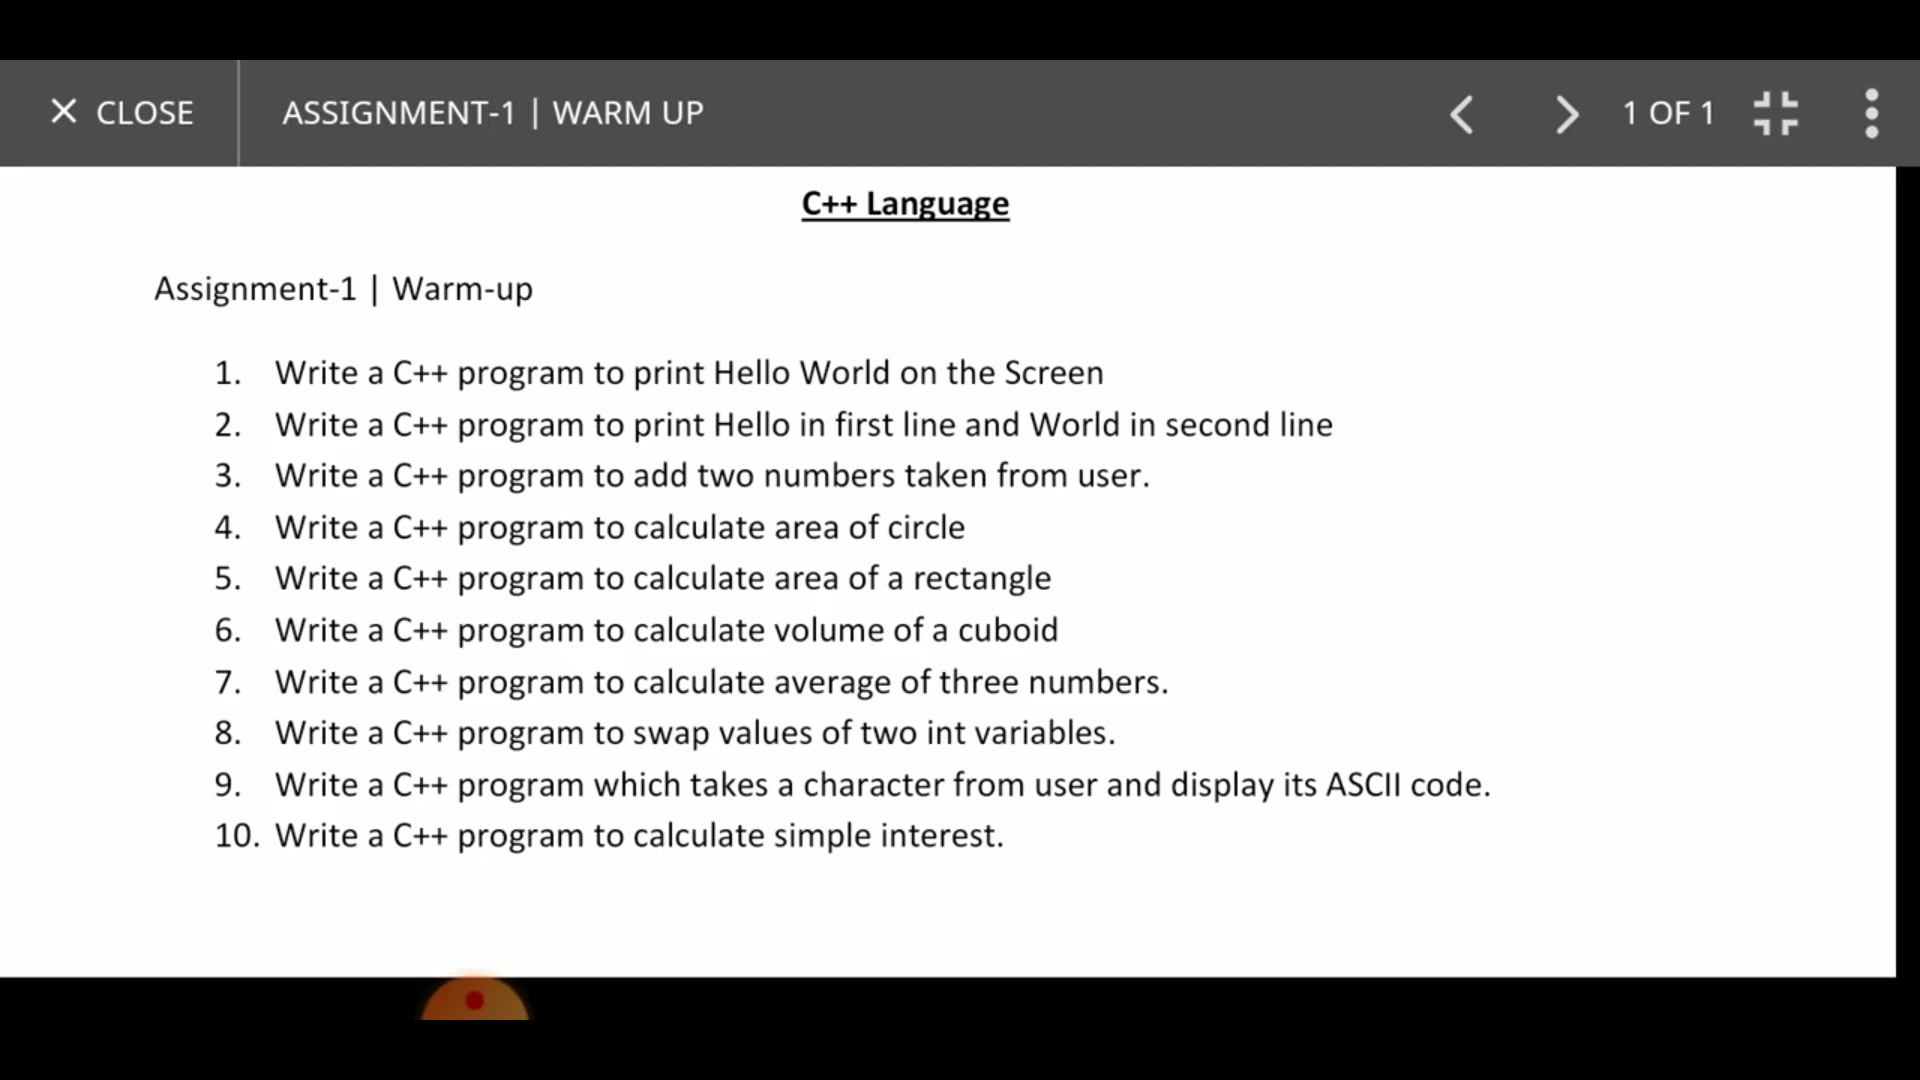 CLOSE ASSIGNMENT-1 | WARM UP 1 OF 1
C++ Language
Assignment-1 | Warm-up
1. Write a C++ program to print Hello World on the Screen
2. Write a C++ program to print Hello in first line and World in second line
3. Write a C++ program to add two numbers taken from user.
4. Write a C++ program to calculate area of circle
5. Write a C++ program to calculate area of a rectangle
6. Write a C++ program to calculate volume of a cuboid
7. Write a C++ program to calculate average of three numbers.
8. Write a C++ program to swap values of two int variables.
9. Write a C++ program which takes a character from user and display its ASCII code.
10. Write a C++ program to calculate simple interest.